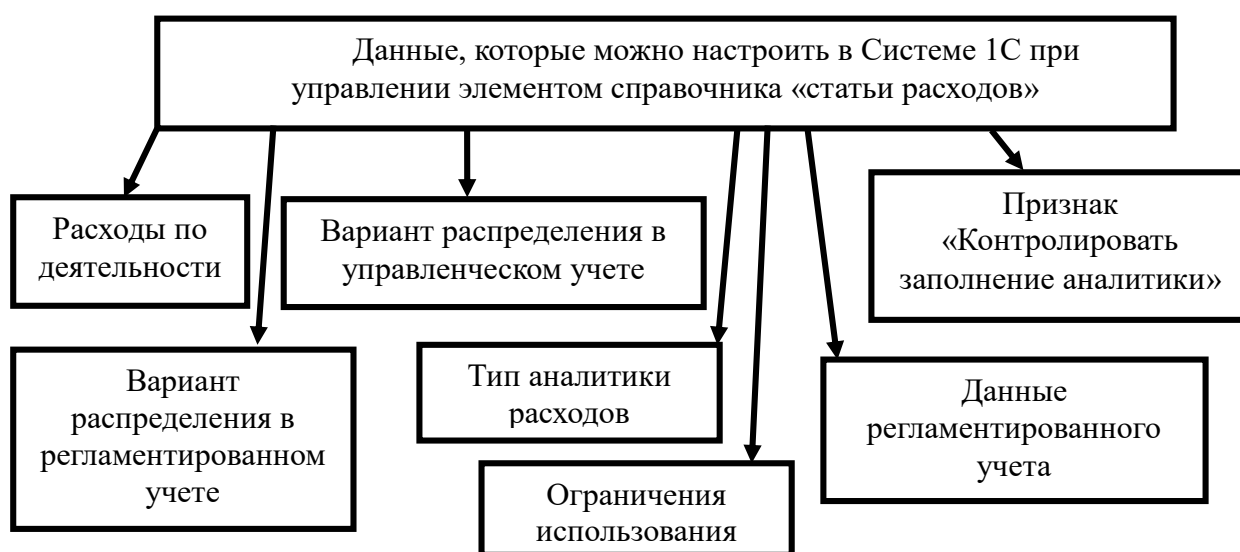 Данные, которые можно настроить в Системе 1С при
управлении элементом справочника «статьи расходов»
Расходы по
деятельности
Вариант распределения в
управленческом учете
Признак
«Контролировать
заполнение аналитики»
Вариант
распределения в
регламентированном
учете
Тип аналитики
расходов
Данные
регламентированного
учета
Ограничения
использования